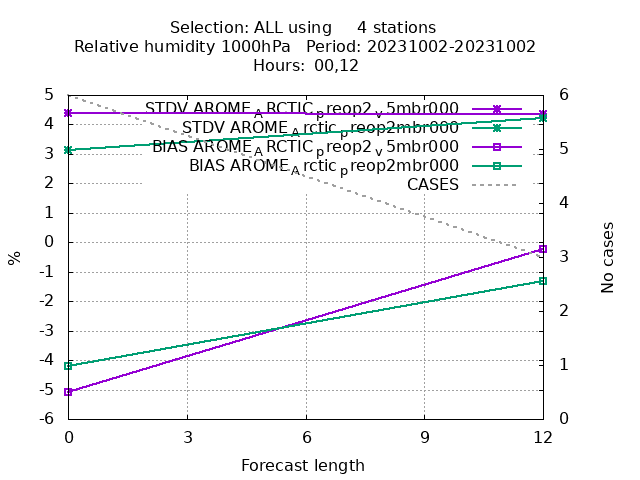 Selection: ALL using     4 stations
Relative humidity 1000hPa   Period: 20231002-20231002
Hours: 00,12
STDV AROME_ARCTIC_preop2_v5mbr000
STDV AROME_Arctic_preop2mbr000
BIAS AROME_ARCTIC_preop2_v5mbr000
BIAS AROME_Arctic_preop2mbr000
CASES
5
4
3
2
1
0
-1
-2
-3
-4
-5
-6
%
6
5
4
3
2
1
0
No cases
0 3 6 9 12
Forecast length